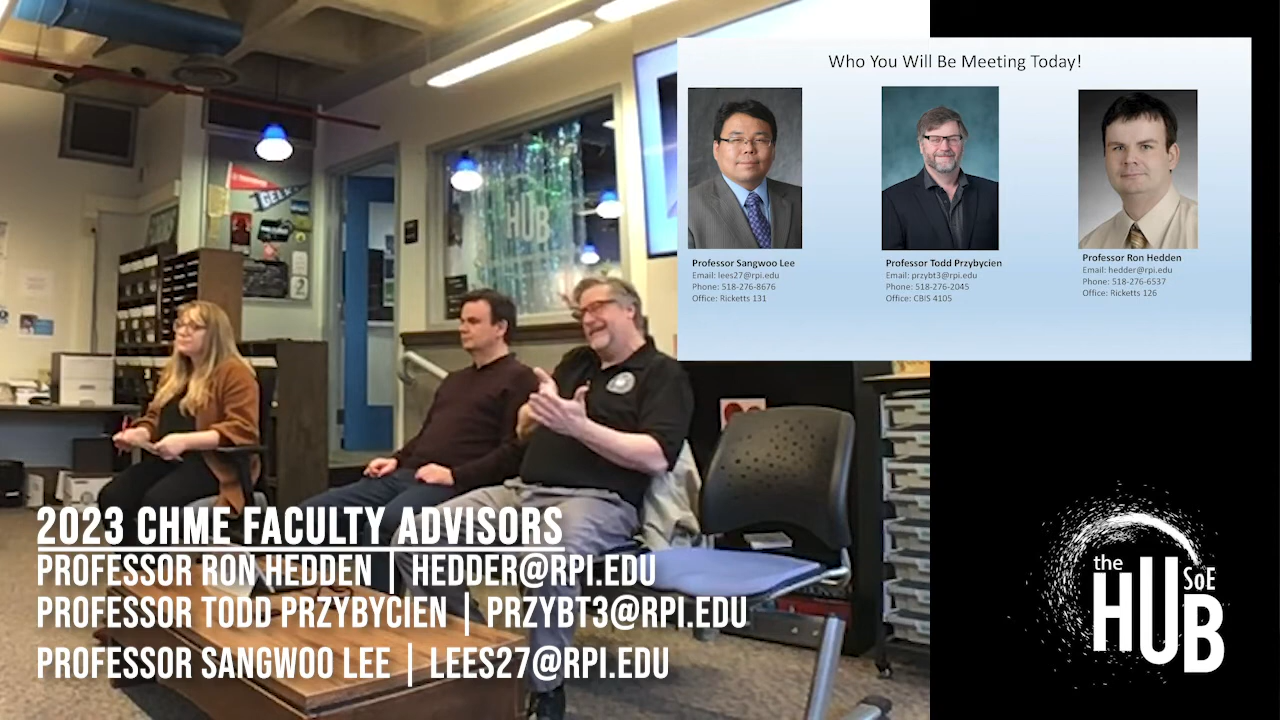 Who You Will Be Meeting Today!
Professor Sangwoo Lee
Email: lees27@rpi.edu
Phone: 518-276-8676
Office: Ricketts 131
Professor Todd Przybycien
Email: przybt3@rpi.edu
Phone: 518-276-2045
Office: CBIS 4105
Professor Ron Hedden
Email: hedder@rpi.edu
Phone: 518-276-6537
Office: Ricketts 126
HUB
2023 CHME FACULTY ADVISORS
PROFESSOR RON HEDDEN | HEDDER@RPI.EDU
PROFESSOR TODD PRZYBYCIEN | PRZYBT3@RPI.EDU
PROFESSOR SANGWOO LEE | LEES27@RPI.EDU
the
HUB
SoE